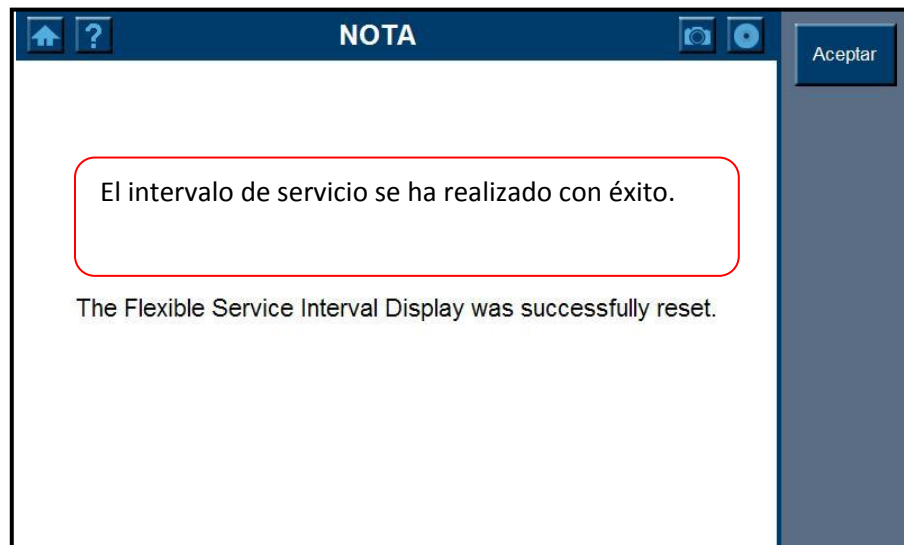 ?
NOTA
Aceptar
El intervalo de servicio se ha realizado con éxito.
The Flexible Service Interval Display was successfully reset.